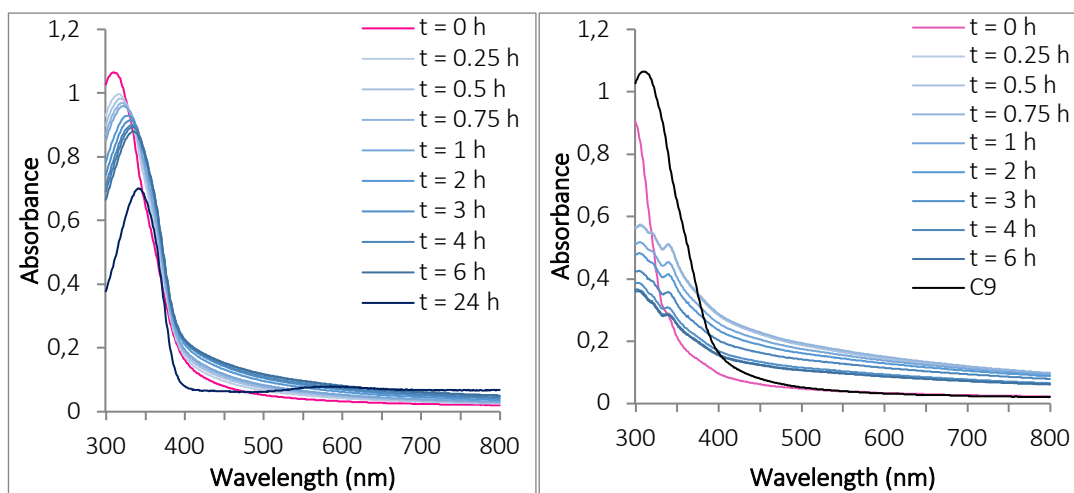 1,2
1
0,8
0,6
0,4
0,2
0
300
400
500
600
700
800
Absorbance
Wavelength (nm)
t = 0 h
t = 0.25 h
t = 0.5 h
t = 0.75 h
t = 1 h
t = 2 h
t = 3 h
t = 4 h
t = 6 h
t = 24 h
1,2
1
0,8
0,6
0,4
0,2
0
300
400
500
600
700
800
Absorbance
Wavelength (nm)
t = 0 h
t = 0.25 h
t = 0.5 h
t = 0.75 h
t = 1 h
t = 2 h
t = 3 h
t = 4 h
t = 6 h
C9